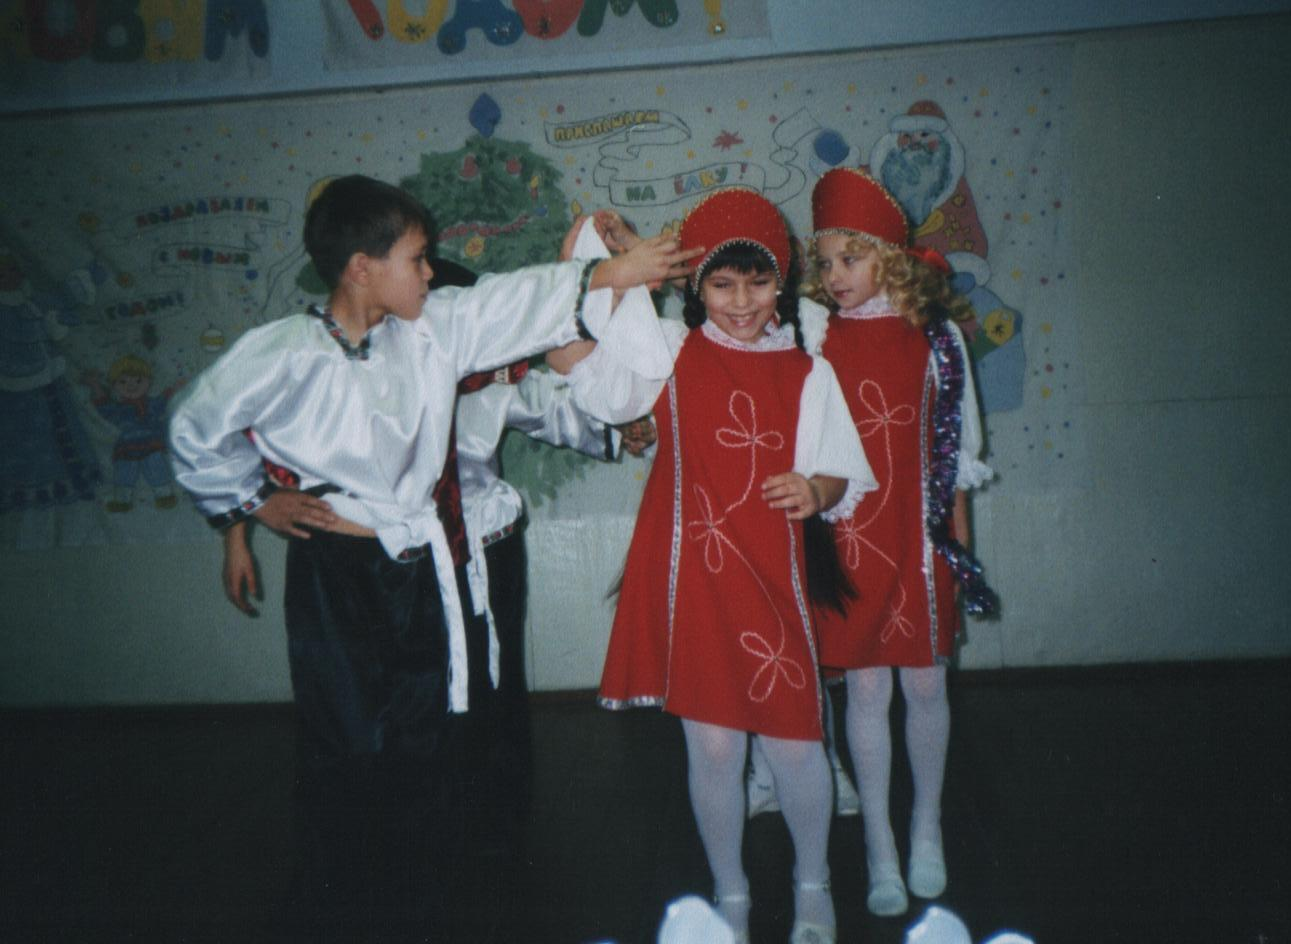 НОВЫМ ГОДОМ!
ПРИГЛАШАЕМ
НА ЁЛКУ!
ПОЗДРАВЛЯЕМ
С НОВЫМ
ГОДОМ!